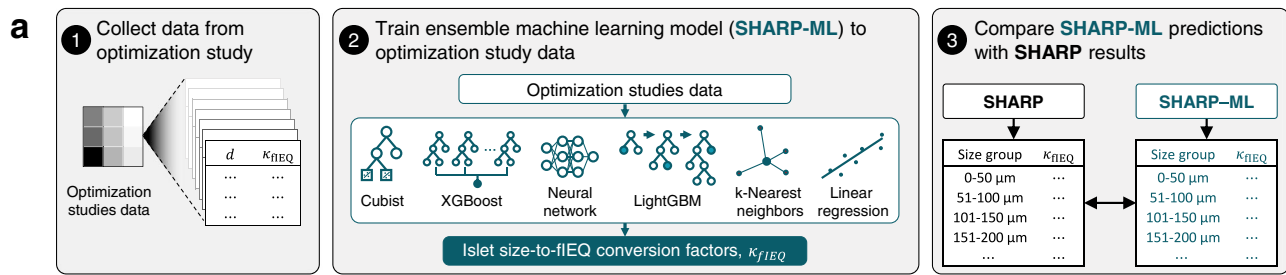 a
1 Collect data from
optimization study
d κfIEQ
... ...
... ...
... ...
Optimization
studies data
2 Train ensemble machine learning model (SHARP-ML) to
optimization study data
Optimization studies data
...
Cubist XGBoost Neural
network LightGBM k-Nearest
neighbors Linear
regression
Islet size-to-fIEQ conversion factors, κfIEQ
3 Compare SHARP-ML predictions
with SHARP results
SHARP
Size group κfIEQ
0-50 µm ...
51-100 µm ...
101-150 µm ...
151-200 µm ...
... ...
SHARP–ML
Size group κfIEQ
0-50 µm ...
51-100 µm ...
101-150 µm ...
151-200 µm ...
... ...